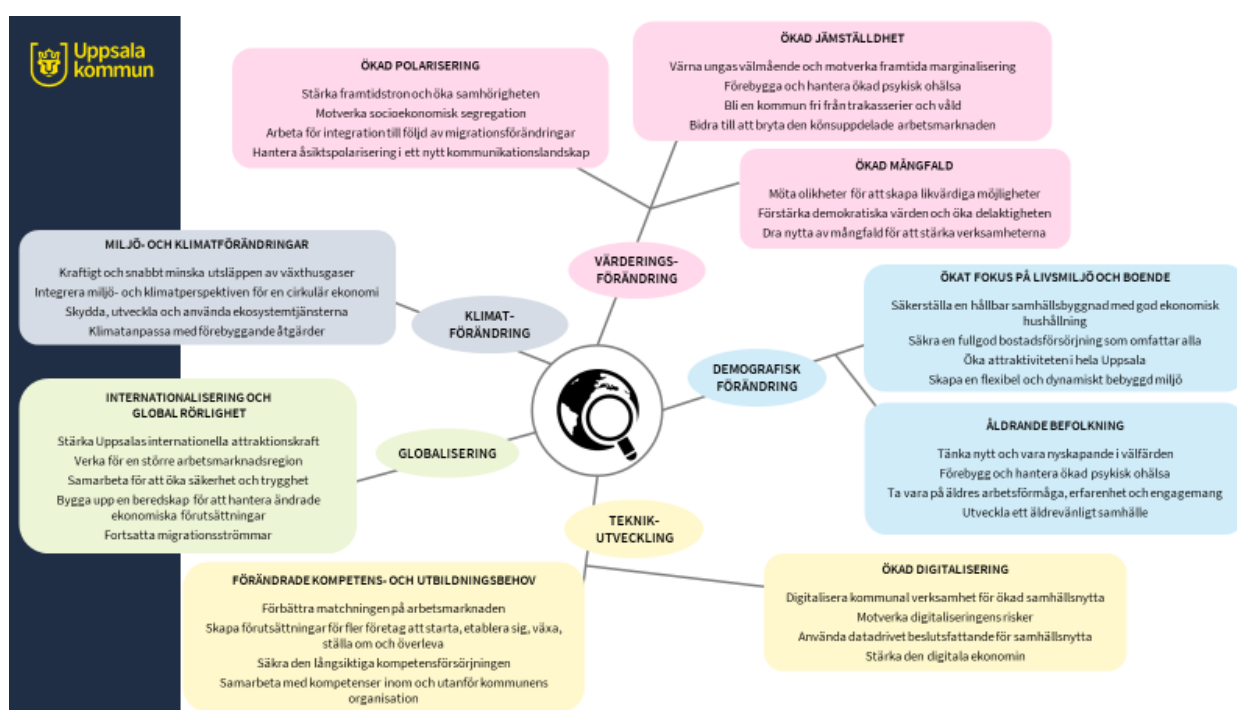 Uppsala
kommun
ÖKAD POLARISERING
Stärka framtidstron och öka samhörigheten
Motverka socioekonomisk segregation
Arbeta för integration till följd av migrationsförändringar
Hantera åsiktspolarisering i ett nytt kommunikationslandskap
ÖKAD JÄMSTÄLLDHET
Värna ungas välmående och motverka framtida marginalisering
Förebygga och hantera ökad psykisk ohälsa
Bli en kommun fri från trakasserier och våld
Bidra till att bryta den könsuppdelade arbetsmarknaden
ÖKAD MÅNGFALD
Möta olikheter för att skapa likvärdiga möjligheter
Förstärka demokratiska värden och öka delaktigheten
Dra nytta av mångfald för att stärka verksamheterna
VÄRDERINGS-
FÖRÄNDRING
MILJÖ- OCH KLIMATFÖRÄNDRINGAR
Kraftigt och snabbt minska utsläppen av växthusgaser
Integrera miljö- och klimatperspektiven för en cirkulär ekonomi
Skydda, utveckla och använda ekosystemtjänsterna
Klimatanpassa med förebyggande åtgärder
KLIMAT-
FÖRÄNDRING
ÖKAT FOKUS PÅ LIVSMILJÖ OCH BOENDE
Säkerställa en hållbar samhällsbyggnad med god ekonomisk
hushållning
Säkra en fullgod bostadsförsörjning som omfattar alla
Öka attraktiviteten i hela Uppsala
Skapa en flexibel och dynamiskt bebyggd miljö
DEMOGRAFISK
FÖRÄNDRING
INTERNATIONALISERING OCH
GLOBAL RÖRLIGHET
Stärka Uppsalas internationella attraktionskraft
Verka för en större arbetsmarknadsregion
Samarbeta för att öka säkerhet och trygghet
Bygga upp en beredskap för att hantera ändrade
ekonomiska förutsättningar
Fortsatta migrationsströmmar
GLOBALISERING
ÅLDRANDE BEFOLKNING
Tänka nytt och vara nyskapande i välfärden
Förebygg och hantera ökad psykisk ohälsa
Ta vara på äldres arbetsförmåga, erfarenhet och engagemang
Utveckla ett äldrevänligt samhälle
TEKNIK-
UTVECKLING
FÖRÄNDRADE KOMPETENS- OCH UTBILDNINGSBEHOV
Förbättra matchningen på arbetsmarknaden
Skapa förutsättningar för fler företag att starta, etablera sig, växa,
ställa om och överleva
Säkra den långsiktiga kompetensförsörjningen
Samarbeta med kompetenser inom och utanför kommunens
organisation
ÖKAD DIGITALISERING
Digitalisera kommunal verksamhet för ökad samhällsnytta
Motverka digitaliseringens risker
Använda datadrivet beslutsfattande för samhällsnytta
Stärka den digitala ekonomin